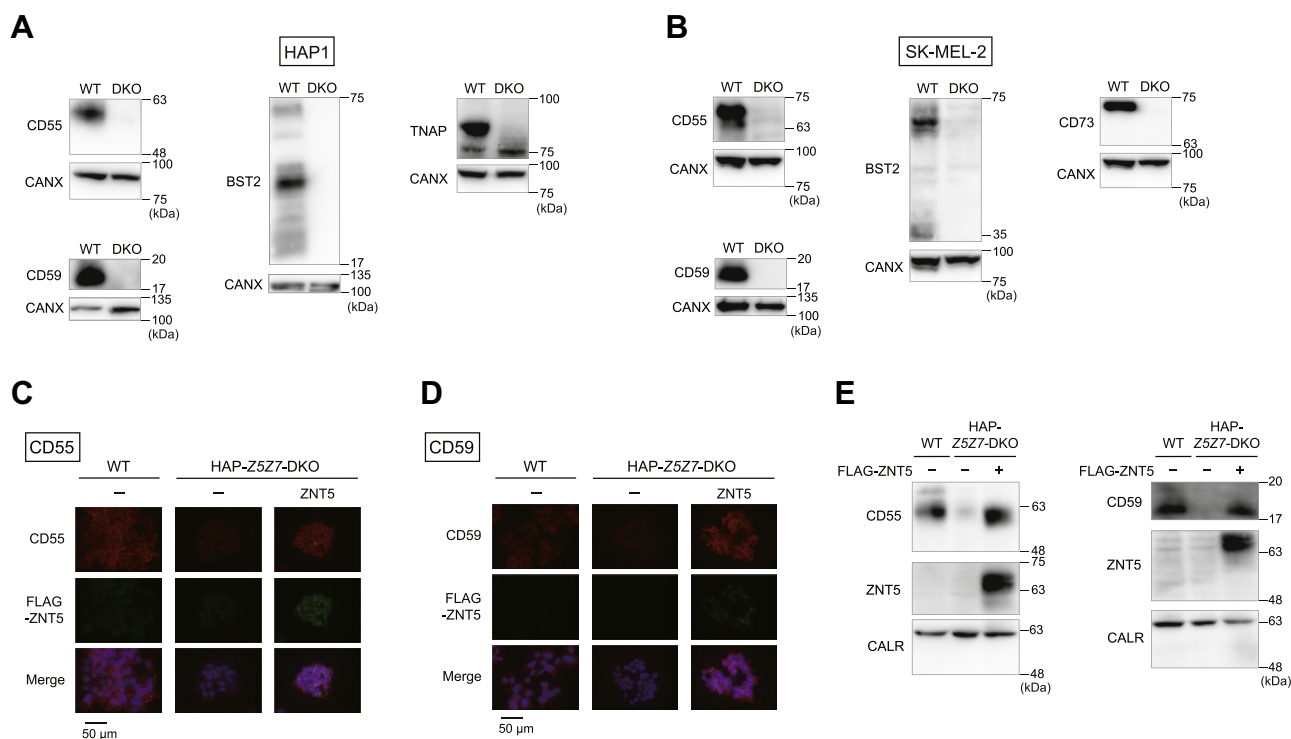 A
HAP1
WT DKO
CD55
63
48
CANX
100
75
(kDa)
WT DKO
CD59
20
17
CANX
135
100
(kDa)
WT DKO
BST2
75
17
CANX
135
100
(kDa)
WT DKO
TNAP
100
75
CANX
100
75
(kDa)
B
SK-MEL-2
WT DKO
CD55
75
63
CANX
100
75
(kDa)
WT DKO
CD59
20
17
CANX
135
100
(kDa)
WT DKO
BST2
75
35
CANX
100
75
(kDa)
WT DKO
CD73
75
63
CANX
100
75
(kDa)
C
CD55
WT HAP-Z5Z7-DKO
– – ZNT5
CD55
FLAG
-ZNT5
Merge
50 µm
D
CD59
WT HAP-Z5Z7-DKO
– – ZNT5
CD59
FLAG
-ZNT5
Merge
50 µm
E
HAP-
WT Z5Z7-DKO
FLAG-ZNT5 – – +
CD55
63
48
ZNT5
75
63
CALR
63
48
(kDa)
HAP-
WT Z5Z7-DKO
FLAG-ZNT5 – – +
CD59
20
17
ZNT5
63
48
CALR
63
48
(kDa)